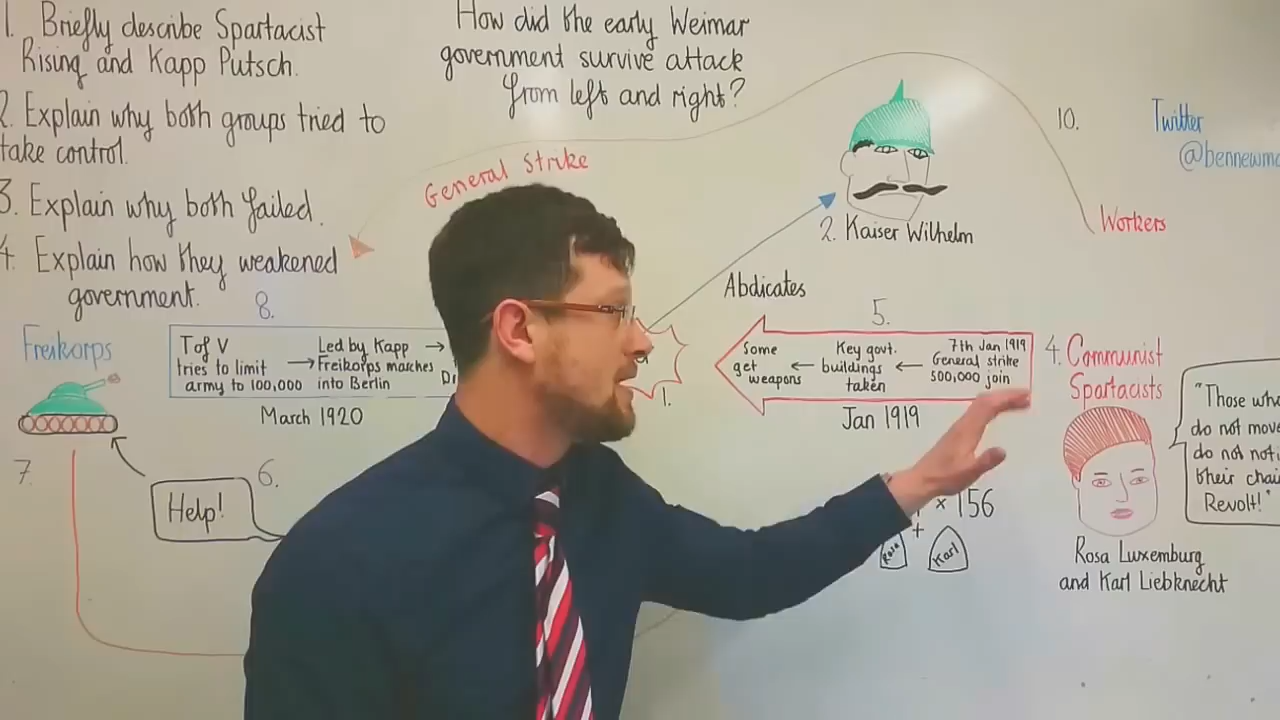 1. Briefly describe Spartacist
Rising and Kapp Putsch.
2. Explain why both groups tried to
take control.
3. Explain why both failed.
4. Explain how they weakened
government.
How did the early Weimar
government survive attack
from left and right?
General Strike
2. Kaiser Wilhelm
10.
Twitter
@bennewma
Workers
Abdicates
8.
Freikorps
T of V
tries to limit
army to 100,000
Led by Kapp
Freikorps marches
into Berlin
Di
March 1920
1.
5.
Some
get
weapons
Key govt.
buildings
taken
7th Jan 1919
General strike
500,000 join
Jan 1919
4. Communist
Spartacists
"Those who
do not move
do not noti
their chai
Revolt!"
7.
6.
Help!
× 156
+
Rosa
Karl
Rosa Luxemburg
and Karl Liebknecht